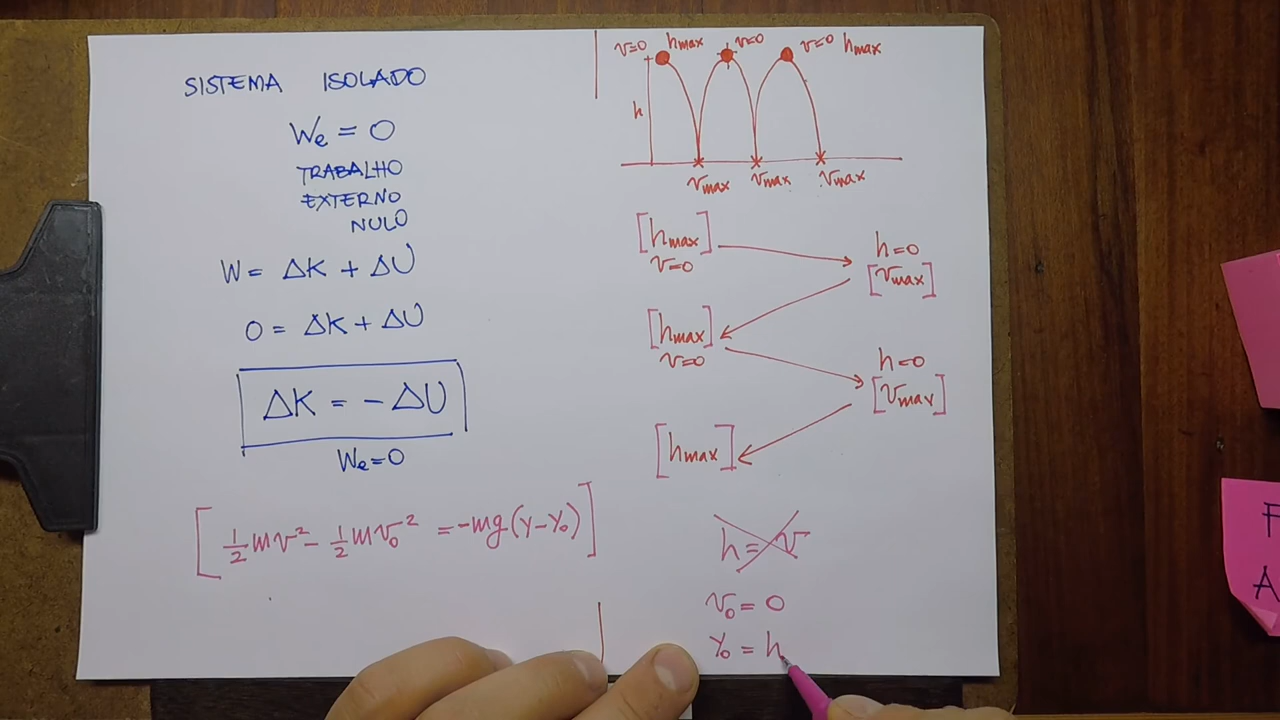 SISTEMA ISOLADO
We = 0
TRABALHO
EXTERNO
NULO
W = ΔK + ΔU
0 = ΔK + ΔU
ΔK = -ΔU
We=0
[½mv² - ½mv₀² = -mg(y-y₀)]
v=0 hmax v=0 v=0 hmax
h
vmax vmax vmax
[hmax]
v=0
h=0
[vmax]
[hmax]
v=0
h=0
[vmax]
[hmax]
h = v
v₀ = 0
y₀ = h
F
A